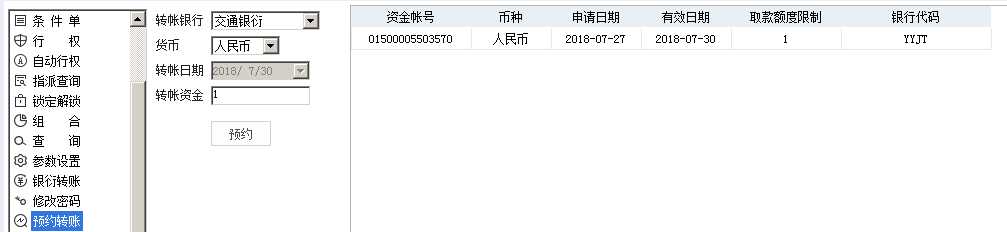 条 件 单
行 权
自动行权
指派查询
锁定解锁
组 合
查 询
参数设置
银衍转账
修改密码
预约转账
转帐银行 交通银衍
货币 人民币
转帐日期 2018/ 7/30
转帐资金 1
预约
资金帐号 币种 申请日期 有效日期 取款额度限制 银行代码
01500005503570 人民币 2018-07-27 2018-07-30 1 YYJT